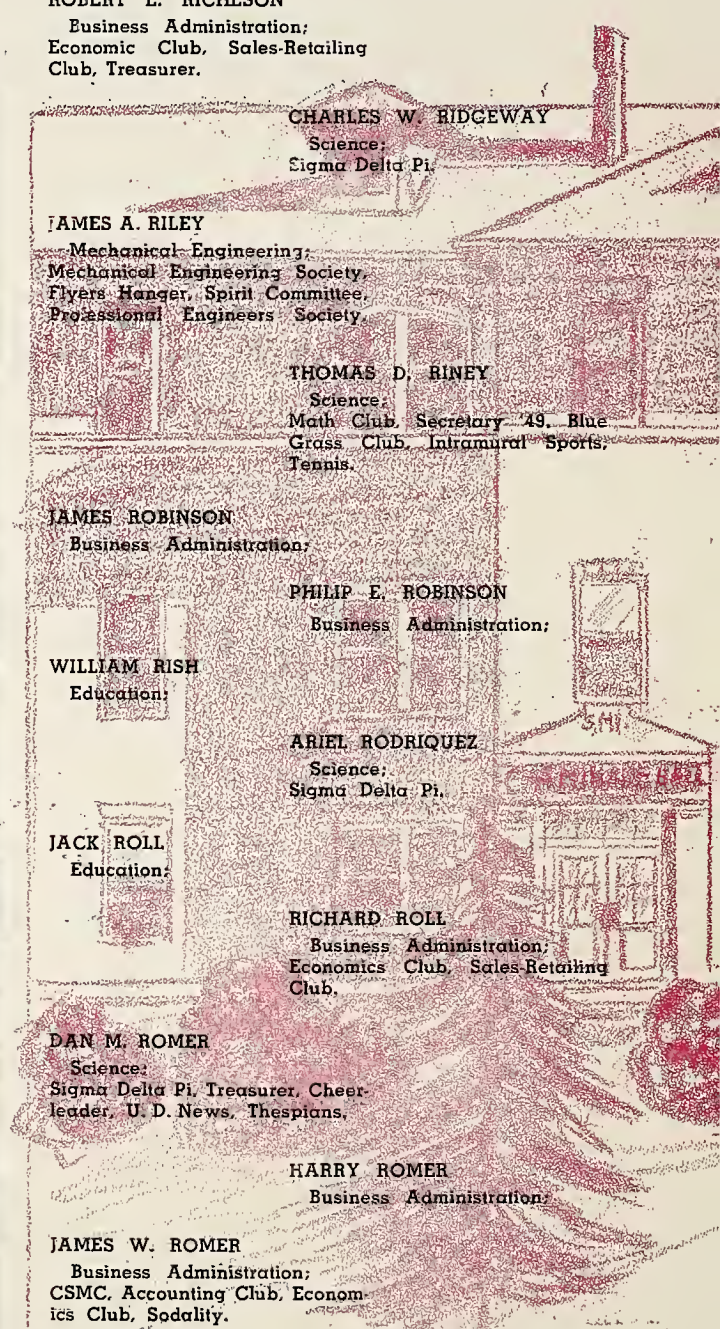 ROBERT E. RICHESON
Business Administration;
Economic Club, Sales-Retailing
Club, Treasurer.
CHARLES W. RIDGEWAY
Science;
Sigma Delta Pi.
JAMES A. RILEY
Mechanical Engineering;
Mechanical Engineering Society,
Flyers Hanger, Spirit Committee,
Professional Engineers Society.
THOMAS D. RINEY
Science;
Math Club, Secretary '49, Blue
Grass Club, Intramural Sports,
Tennis.
JAMES ROBINSON
Business Administration;
PHILIP E. ROBINSON
Business Administration;
WILLIAM RISH
Education;
ARIEL RODRIQUEZ
Science;
Sigma Delta Pi.
JACK ROLL
Education;
RICHARD ROLL
Business Administration;
Economics Club, Sales-Retailing
Club.
DAN M. ROMER
Science;
Sigma Delta Pi, Treasurer, Cheer-
leader, U. D. News, Thespians.
HARRY ROMER
Business Administration;
JAMES W. ROMER
Business Administration;
CSMC, Accounting Club, Econom-
ics Club, Sodality.